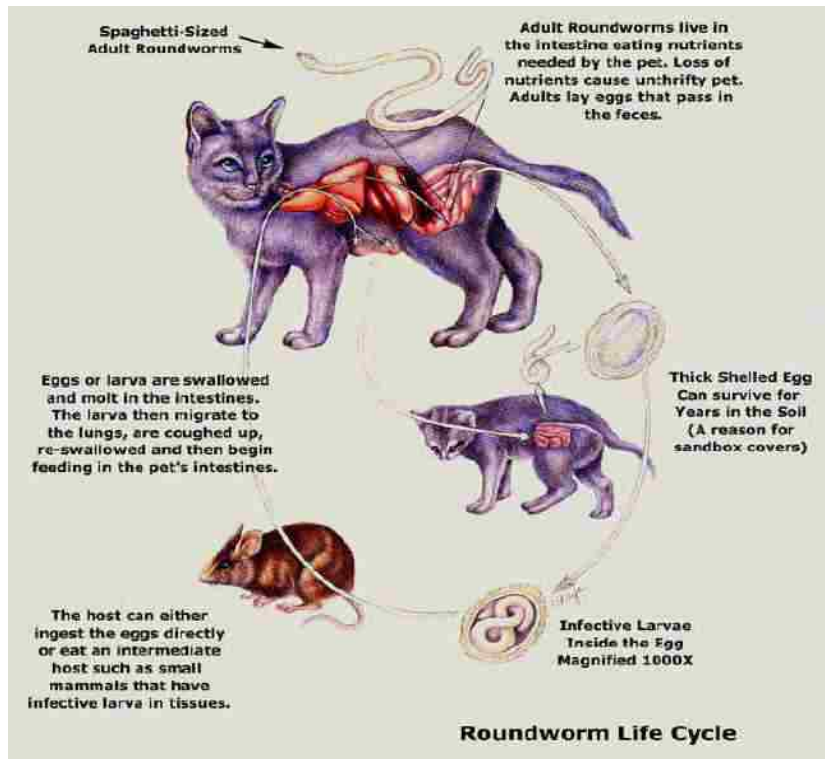 Spaghetti-Sized
Adult Roundworms
Adult Roundworms live in
the intestine eating nutrients
needed by the pet. Loss of
nutrients cause unthrifty pet.
Adults lay eggs that pass in
the feces.
Eggs or larva are swallowed
and molt in the intestines.
The larva then migrate to
the lungs, are coughed up,
re-swallowed and then begin
feeding in the pet's intestines.
Thick Shelled Egg
Can survive for
Years in the Soil
(A reason for
sandbox covers)
The host can either
ingest the eggs directly
or eat an intermediate
host such as small
mammals that have
infective larva in tissues.
Infective Larvae
Inside the Egg
Magnified 1000X
Roundworm Life Cycle